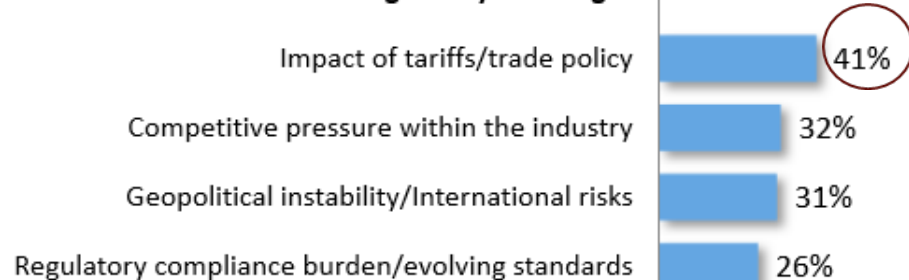 Impact of tariffs/trade policy 41%
Competitive pressure within the industry 32%
Geopolitical instability/International risks 31%
Regulatory compliance burden/evolving standards 26%